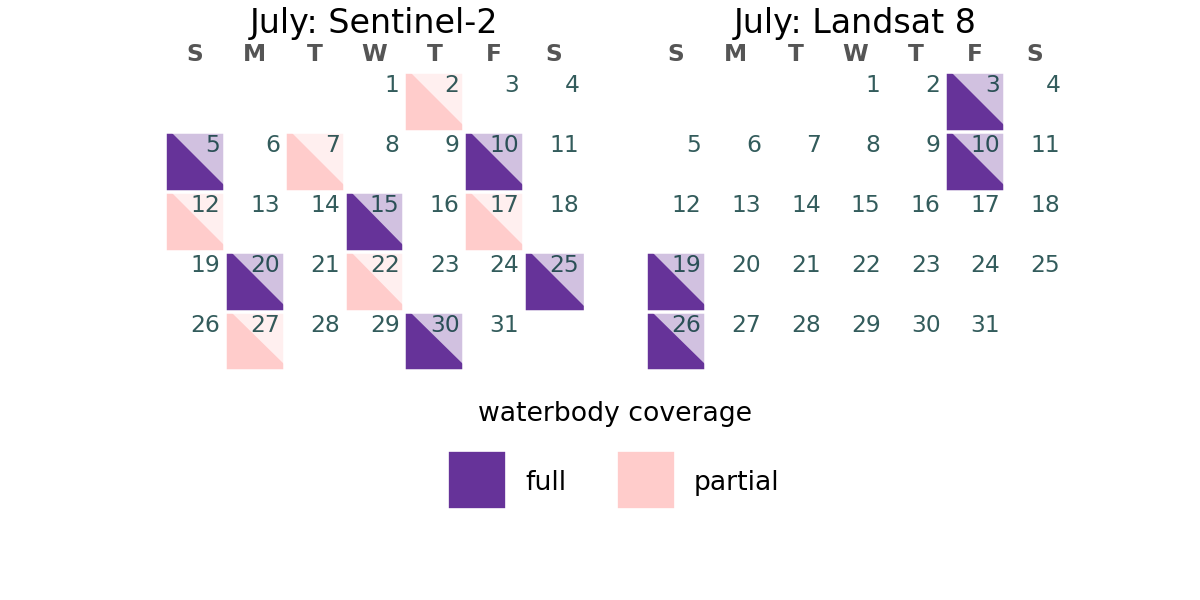 July: Sentinel-2
S M T W T F S
1 2 3 4
5 6 7 8 9 10 11
12 13 14 15 16 17 18
19 20 21 22 23 24 25
26 27 28 29 30 31
July: Landsat 8
S M T W T F S
1 2 3 4
5 6 7 8 9 10 11
12 13 14 15 16 17 18
19 20 21 22 23 24 25
26 27 28 29 30 31
waterbody coverage
full partial